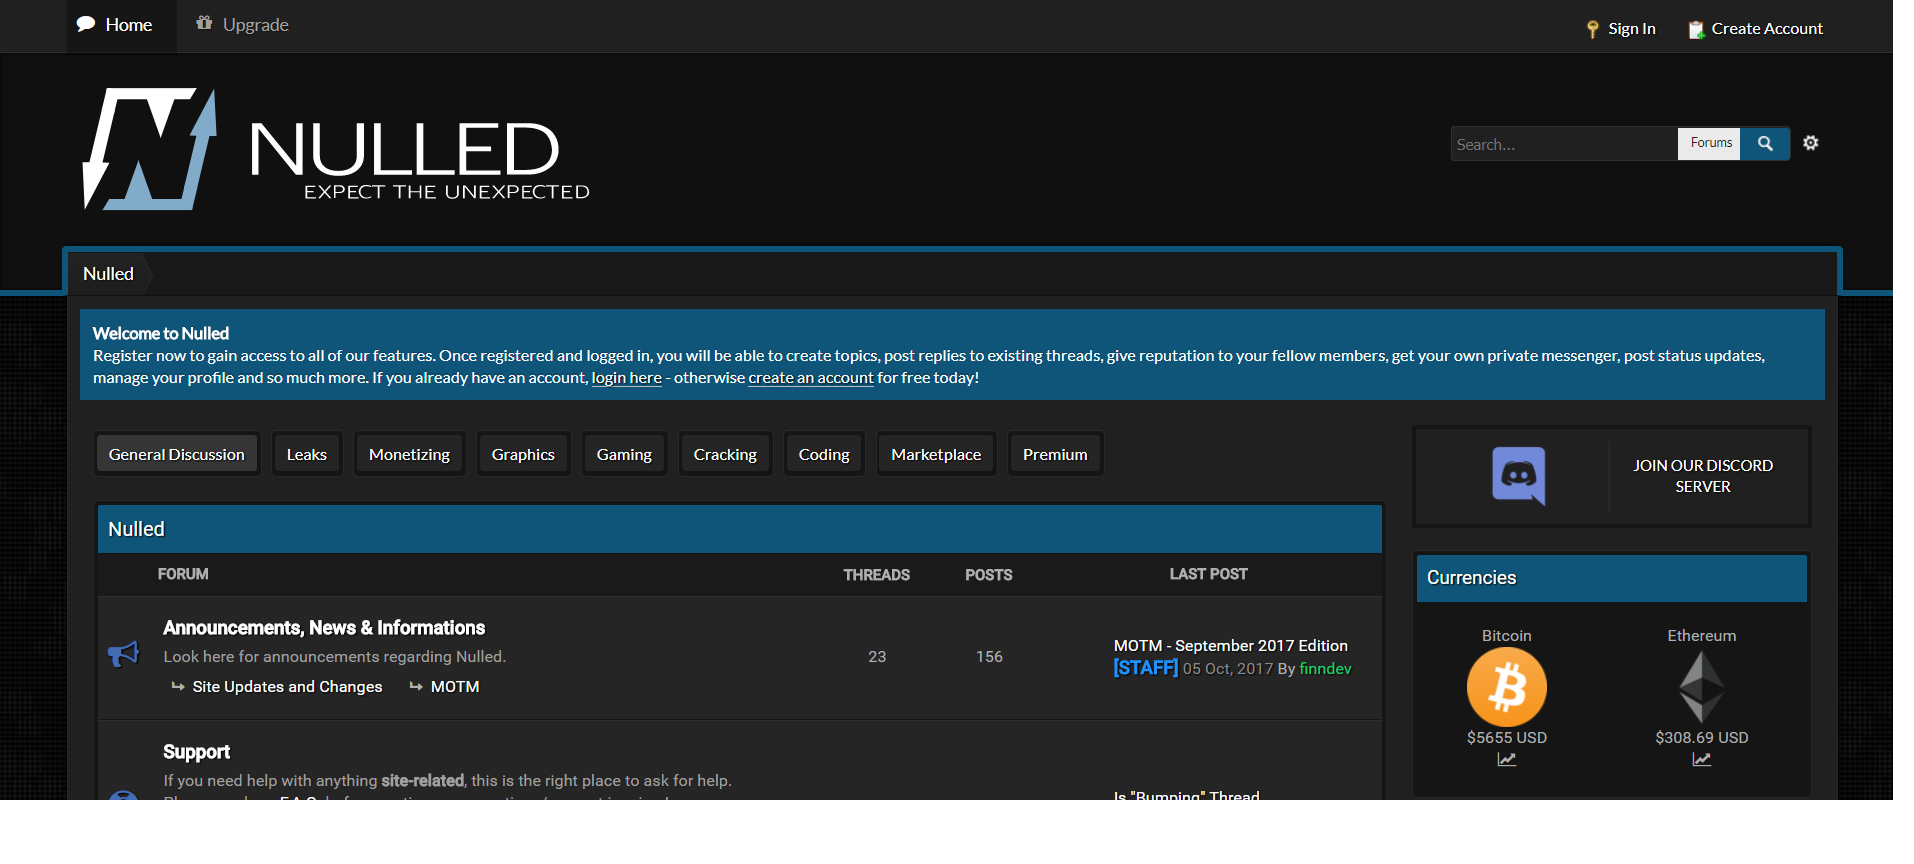 Home
Upgrade
Sign In
Create Account
NULLED
EXPECT THE UNEXPECTED
Search...
Forums
Nulled
Welcome to Nulled
Register now to gain access to all of our features. Once registered and logged in, you will be able to create topics, post replies to existing threads, give reputation to your fellow members, get your own private messenger, post status updates,
manage your profile and so much more. If you already have an account, login here - otherwise create an account for free today!
General Discussion
Leaks
Monetizing
Graphics
Gaming
Cracking
Coding
Marketplace
Premium
JOIN OUR DISCORD
SERVER
Nulled
FORUM
THREADS
POSTS
LAST POST
Announcements, News & Informations
Look here for announcements regarding Nulled.
Site Updates and Changes
MOTM
23
156
MOTM - September 2017 Edition
[STAFF] 05 Oct, 2017 By finndev
Support
If you need help with anything site-related, this is the right place to ask for help.
Is "Bumping" Thread
Currencies
Bitcoin
$5655 USD
Ethereum
$308.69 USD